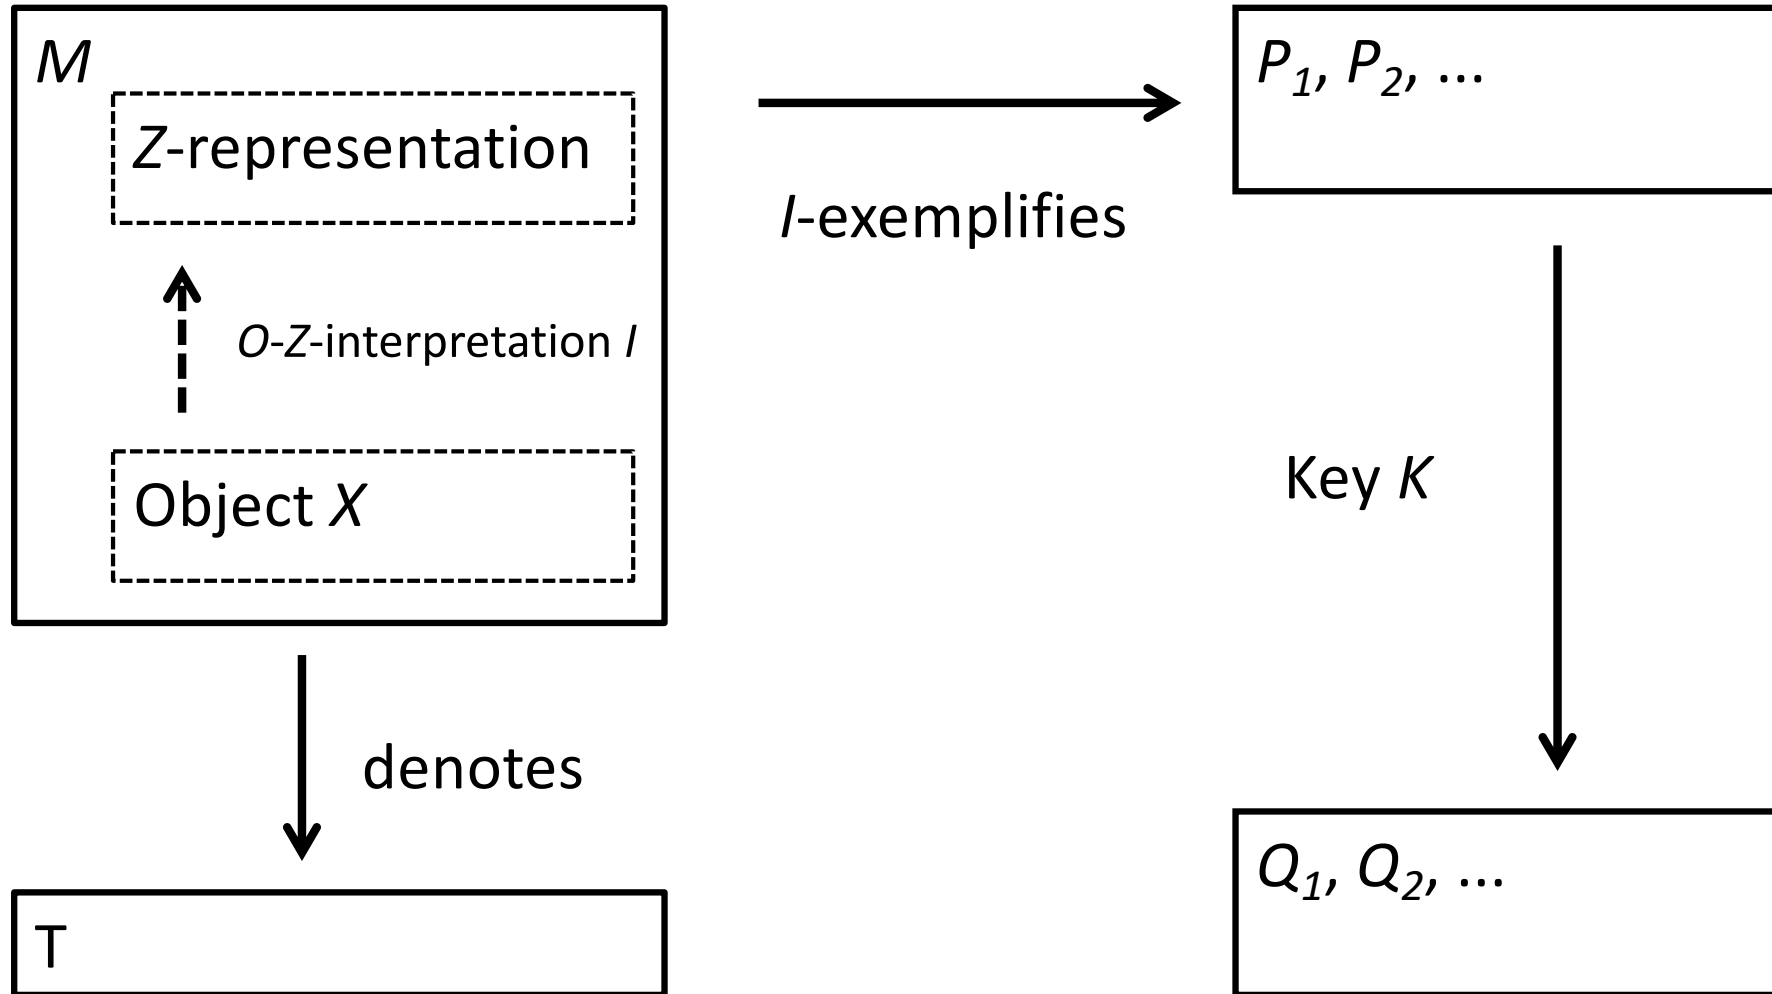 M
Z-representation
O-Z-interpretation I
Object X
denotes
T
I-exemplifies
P₁, P₂, ...
Key K
Q₁, Q₂, ...